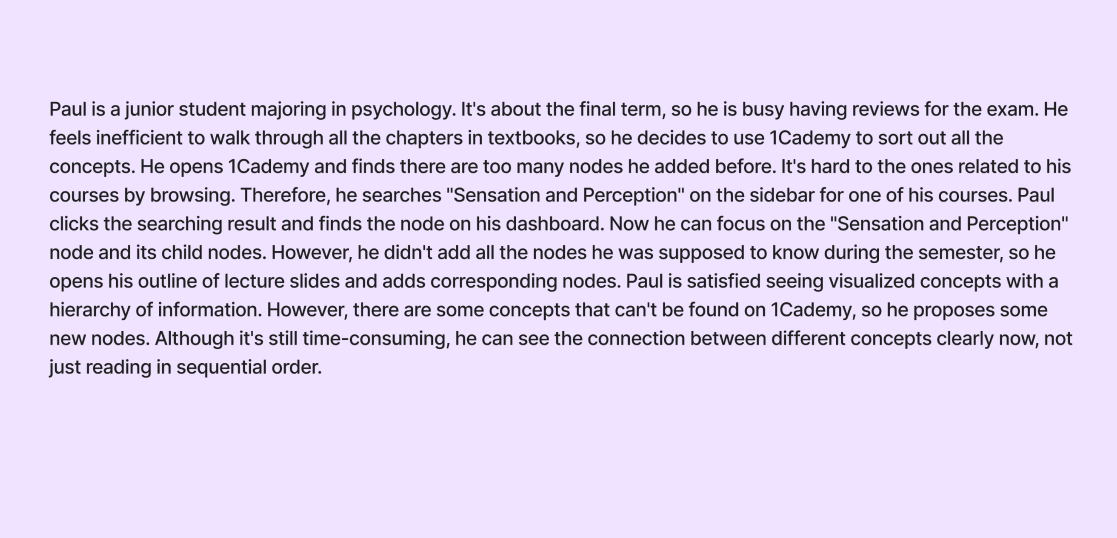 Paul is a junior student majoring in psychology. It's about the final term, so he is busy having reviews for the exam. He
feels inefficient to walk through all the chapters in textbooks, so he decides to use 1Cademy to sort out all the
concepts. He opens 1Cademy and finds there are too many nodes he added before. It's hard to the ones related to his
courses by browsing. Therefore, he searches "Sensation and Perception" on the sidebar for one of his courses. Paul
clicks the searching result and finds the node on his dashboard. Now he can focus on the "Sensation and Perception"
node and its child nodes. However, he didn't add all the nodes he was supposed to know during the semester, so he
opens his outline of lecture slides and adds corresponding nodes. Paul is satisfied seeing visualized concepts with a
hierarchy of information. However, there are some concepts that can't be found on 1Cademy, so he proposes some
new nodes. Although it's still time-consuming, he can see the connection between different concepts clearly now, not
just reading in sequential order.